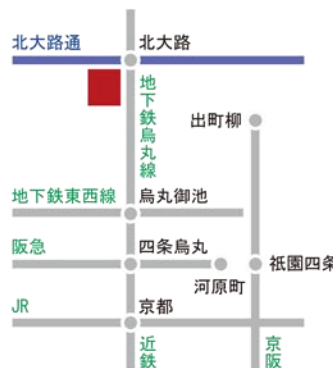 北大路通
北大路
地下鉄烏丸線
出町柳
地下鉄東西線
烏丸御池
阪急
四条烏丸
祇園四条
河原町
JR
京都
近鉄
京阪